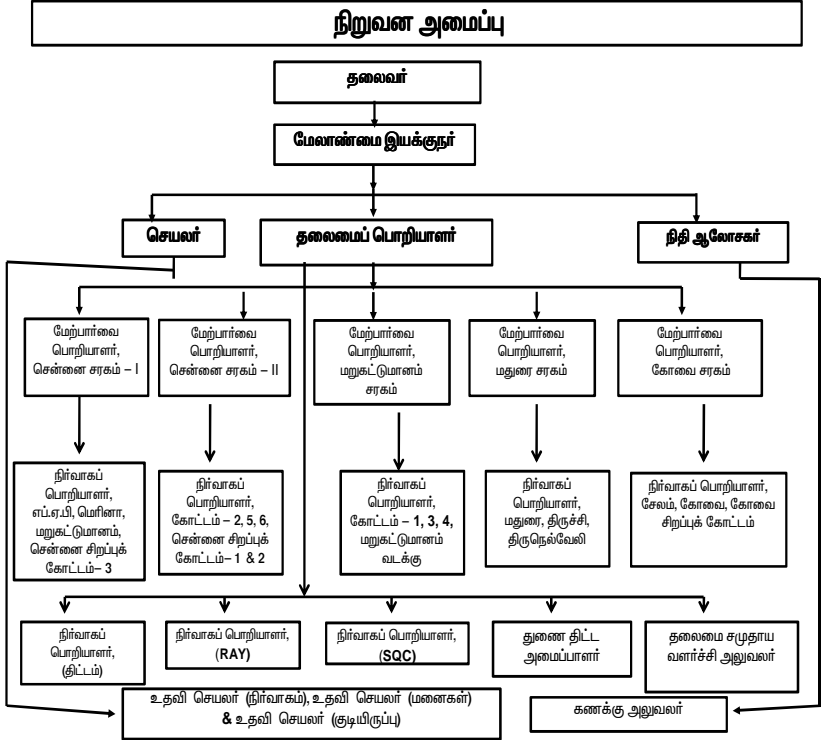 நிறுவன அமைப்பு
தலைவர்
மேலாண்மை இயக்குநர்
செயலர்
தலைமைப் பொறியாளர்
நிதி ஆலோசகர்
மேற்பார்வை
பொறியாளர்,
சென்னை சரகம் – I
மேற்பார்வை
பொறியாளர்,
சென்னை சரகம் – II
மேற்பார்வை
பொறியாளர்,
மறுகட்டுமானம்
சரகம்
மேற்பார்வை
பொறியாளர்,
மதுரை சரகம்
மேற்பார்வை
பொறியாளர்,
கோவை சரகம்
நிர்வாகப்
பொறியாளர்,
எப்.ஏ.பி, மெரினா,
மறுகட்டுமானம்,
சென்னை சிறப்புக்
கோட்டம்– 3
நிர்வாகப்
பொறியாளர்,
கோட்டம் – 2, 5, 6,
சென்னை சிறப்புக்
கோட்டம்– 1 & 2
நிர்வாகப்
பொறியாளர்,
கோட்டம் – 1, 3, 4,
மறுகட்டுமானம்
வடக்கு
நிர்வாகப்
பொறியாளர்,
மதுரை, திருச்சி,
திருநெல்வேலி
நிர்வாகப் பொறியாளர்,
சேலம், கோவை, கோவை
சிறப்புக் கோட்டம்
நிர்வாகப்
பொறியாளர்,
(திட்டம்)
நிர்வாகப் பொறியாளர்,
(RAY)
நிர்வாகப் பொறியாளர்,
(SQC)
துணை திட்ட
அமைப்பாளர்
தலைமை சமுதாய
வளர்ச்சி அலுவலர்
உதவி செயலர் (நிர்வாகம்), உதவி செயலர் (மனைகள்)
& உதவி செயலர் (குடியிருப்பு)
கணக்கு அலுவலர்